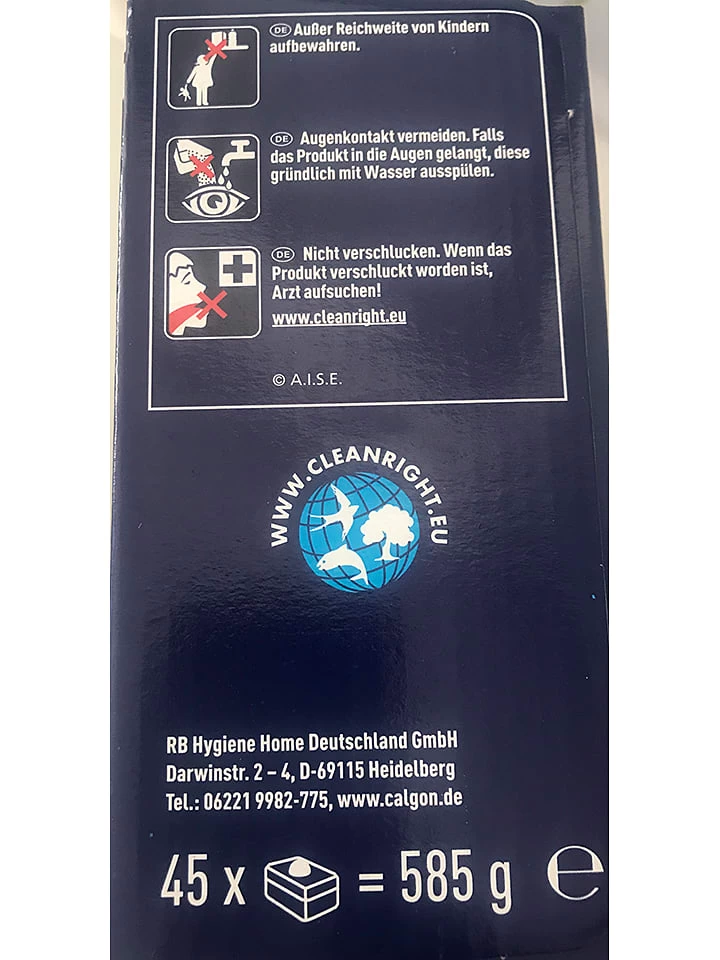 DE Außer Reichweite von Kindern
aufbewahren.
DE Augenkontakt vermeiden. Falls
das Produkt in die Augen gelangt, diese
gründlich mit Wasser ausspülen.
DE Nicht verschlucken. Wenn das
Produkt verschluckt worden ist,
Arzt aufsuchen!
www.cleanright.eu
© A.I.S.E.
WWW.CLEANRIGHT.EU
RB Hygiene Home Deutschland GmbH
Darwinstr. 2 – 4, D-69115 Heidelberg
Tel.: 06221 9982-775, www.calgon.de
45 x = 585 g ℮